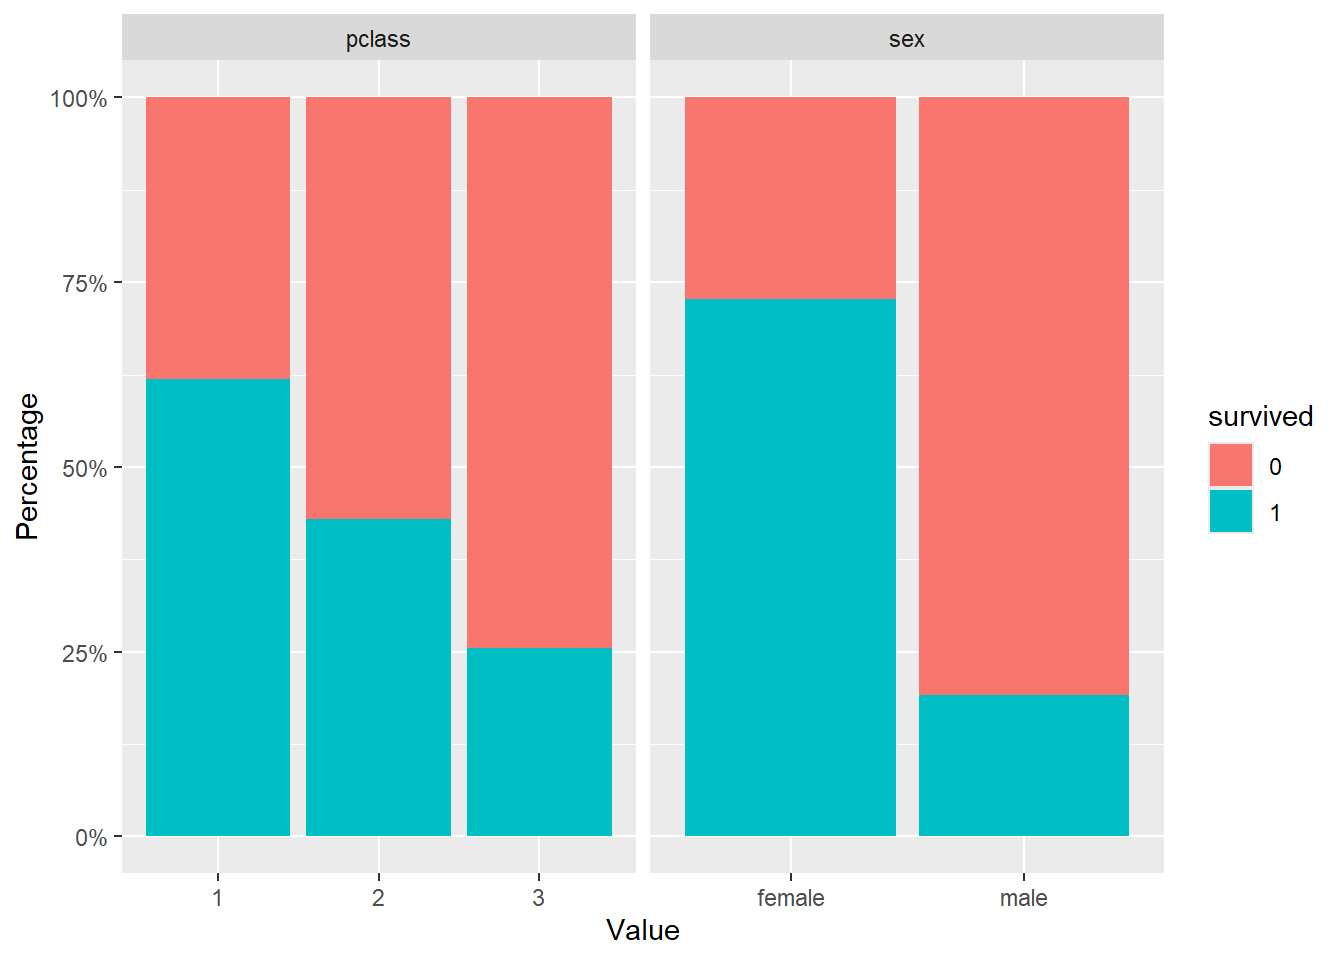 pclass
sex
100%
75%
50%
25%
0%
Percentage
1
2
3
female
male
Value
survived
0
1